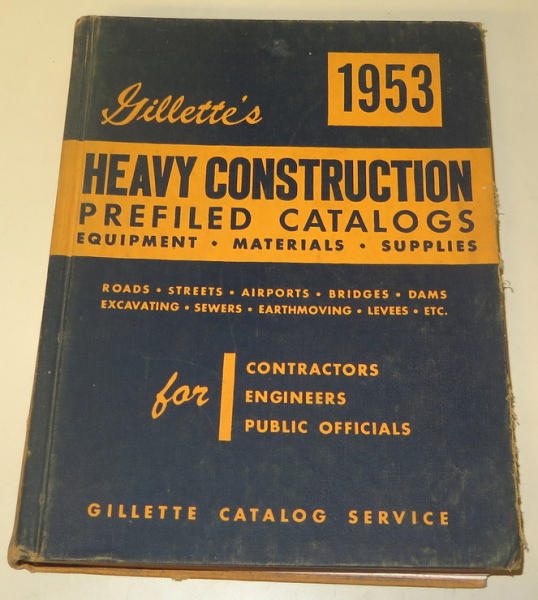 1953
Gillette's
HEAVY CONSTRUCTION
PREFILED CATALOGS
EQUIPMENT • MATERIALS • SUPPLIES
ROADS • STREETS • AIRPORTS • BRIDGES • DAMS
EXCAVATING • SEWERS • EARTHMOVING • LEVEES • ETC.
for
CONTRACTORS
ENGINEERS
PUBLIC OFFICIALS
GILLETTE CATALOG SERVICE